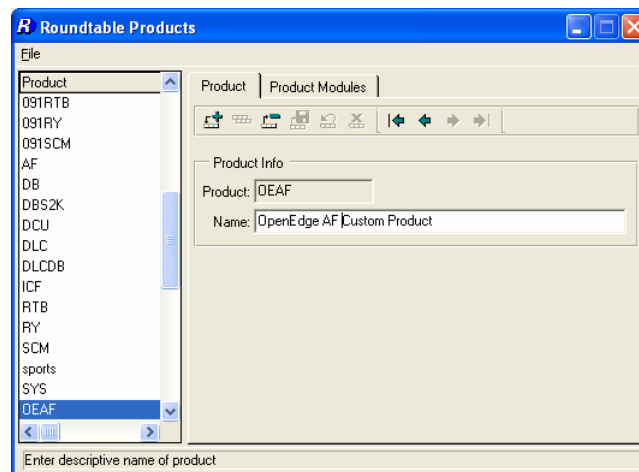 R Roundtable Products
File
Product
091RTB
091RY
091SCM
AF
DB
DBS2K
DCU
DLC
DLCDB
ICF
RTB
RY
SCM
sports
SYS
OEAF
Product Product Modules
Product Info
Product: OEAF
Name: OpenEdge AF Custom Product
Enter descriptive name of product